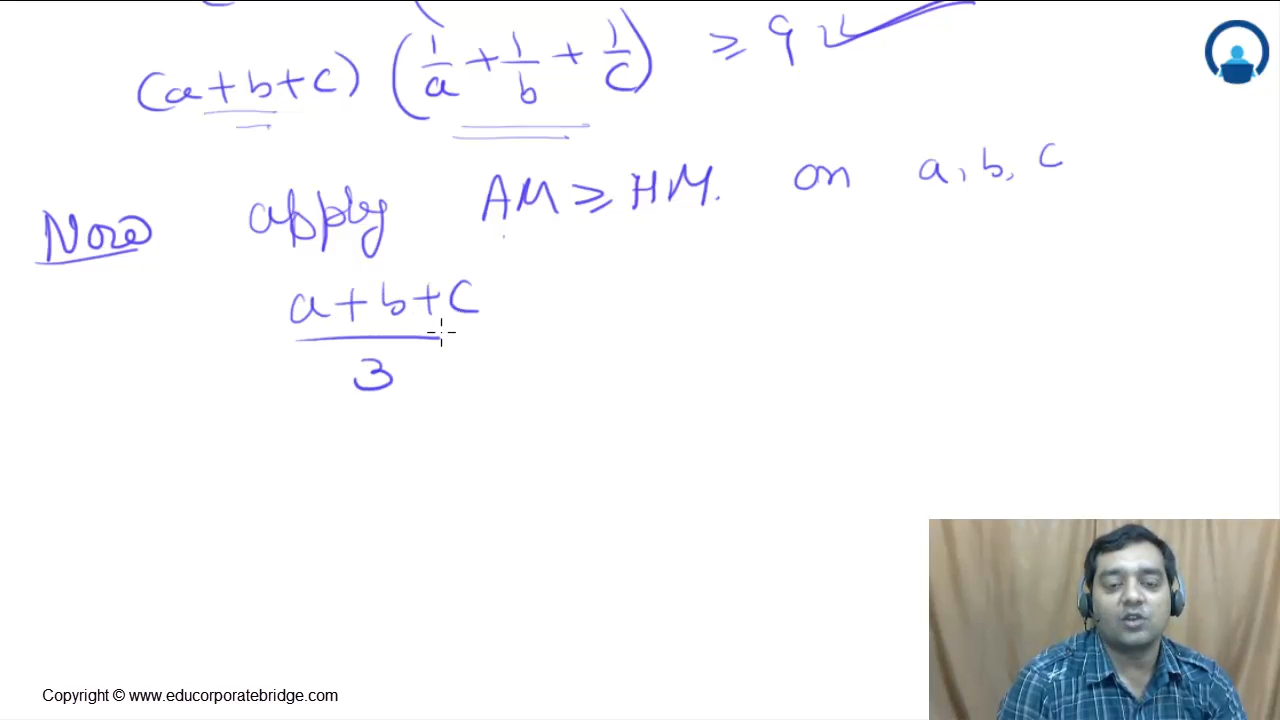 (a+b+c) (1/a + 1/b + 1/c) ≥ 9
Now apply AM ≥ HM. on a, b, c
a+b+c
3
Copyright © www.educorporatebridge.com